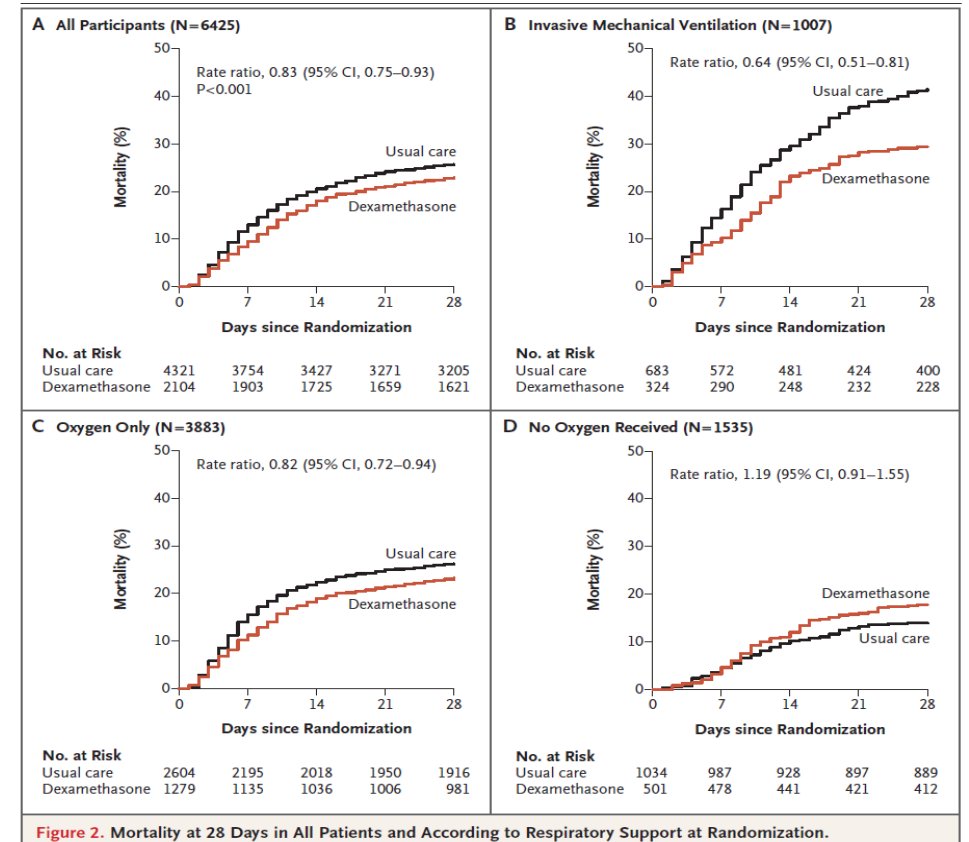 A All Participants (N=6425)
50
40
30
20
10
0
Mortality (%)
Rate ratio, 0.83 (95% CI, 0.75–0.93)
P<0.001
Usual care
Dexamethasone
0 7 14 21 28
Days since Randomization
No. at Risk
Usual care 4321 3754 3427 3271 3205
Dexamethasone 2104 1903 1725 1659 1621
B Invasive Mechanical Ventilation (N=1007)
50
40
30
20
10
0
Mortality (%)
Rate ratio, 0.64 (95% CI, 0.51–0.81)
Usual care
Dexamethasone
0 7 14 21 28
Days since Randomization
No. at Risk
Usual care 683 572 481 424 400
Dexamethasone 324 290 248 232 228
C Oxygen Only (N=3883)
50
40
30
20
10
0
Mortality (%)
Rate ratio, 0.82 (95% CI, 0.72–0.94)
Usual care
Dexamethasone
0 7 14 21 28
Days since Randomization
No. at Risk
Usual care 2604 2195 2018 1950 1916
Dexamethasone 1279 1135 1036 1006 981
D No Oxygen Received (N=1535)
50
40
30
20
10
0
Mortality (%)
Rate ratio, 1.19 (95% CI, 0.91–1.55)
Dexamethasone
Usual care
0 7 14 21 28
Days since Randomization
No. at Risk
Usual care 1034 987 928 897 889
Dexamethasone 501 478 441 421 412
Figure 2. Mortality at 28 Days in All Patients and According to Respiratory Support at Randomization.